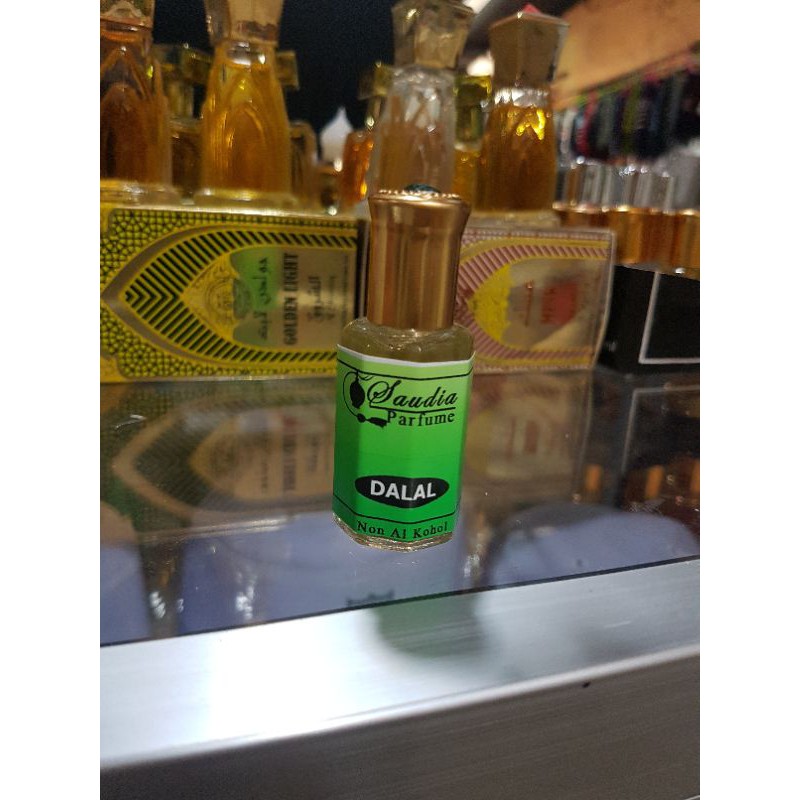 GOLDEN LIGHT
Saudia
Parfume
DALAL
Non Al Kohol